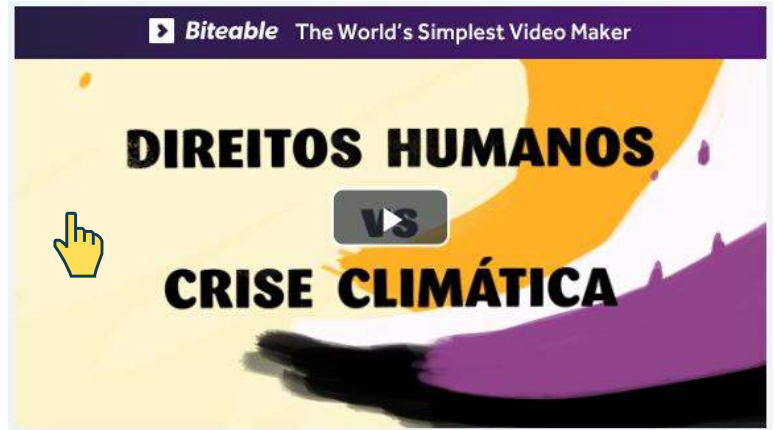 Biteable The World's Simplest Video Maker
DIREITOS HUMANOS
VS
CRISE CLIMÁTICA